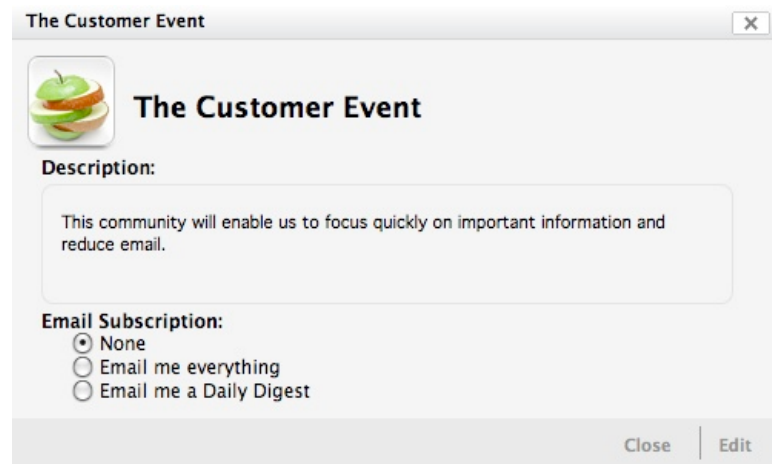 The Customer Event
The Customer Event
Description:
This community will enable us to focus quickly on important information and
reduce email.
Email Subscription:
None
Email me everything
Email me a Daily Digest
Close Edit